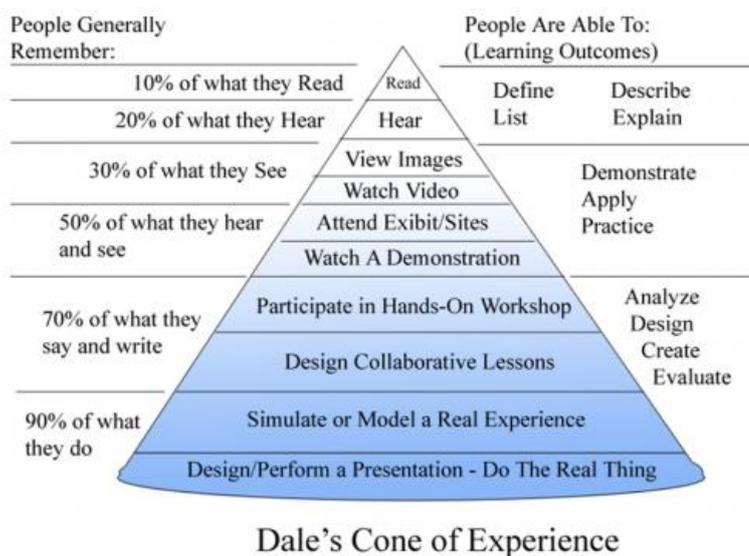 People Generally
Remember:
People Are Able To:
(Learning Outcomes)
10% of what they Read
Read
Define
Describe
20% of what they Hear
Hear
List
Explain
30% of what they See
View Images
Watch Video
Demonstrate
Apply
Practice
50% of what they hear
and see
Attend Exibit/Sites
Watch A Demonstration
70% of what they
say and write
Participate in Hands-On Workshop
Design Collaborative Lessons
Analyze
Design
Create
Evaluate
90% of what
they do
Simulate or Model a Real Experience
Design/Perform a Presentation - Do The Real Thing
Dale's Cone of Experience